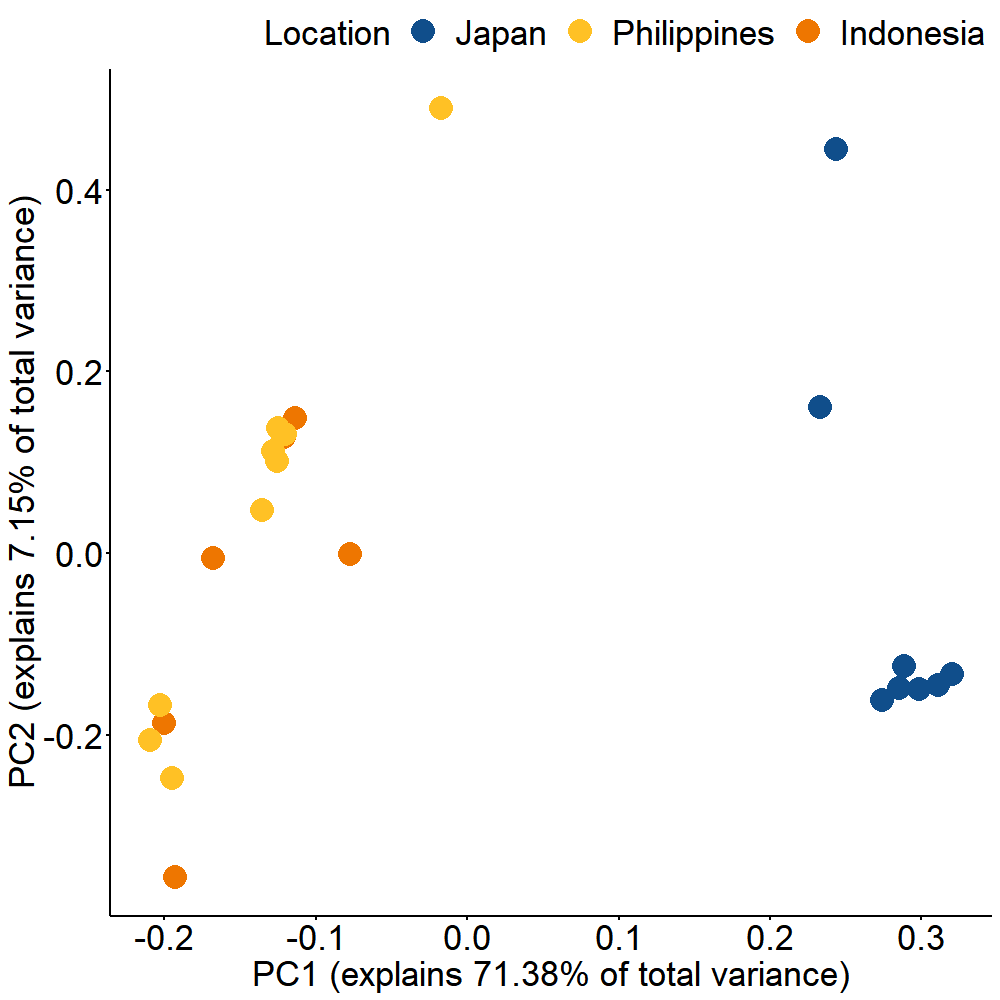 Location Japan Philippines Indonesia
PC2 (explains 7.15% of total variance)
0.4
0.2
0.0
-0.2
-0.2 -0.1 0.0 0.1 0.2 0.3
PC1 (explains 71.38% of total variance)